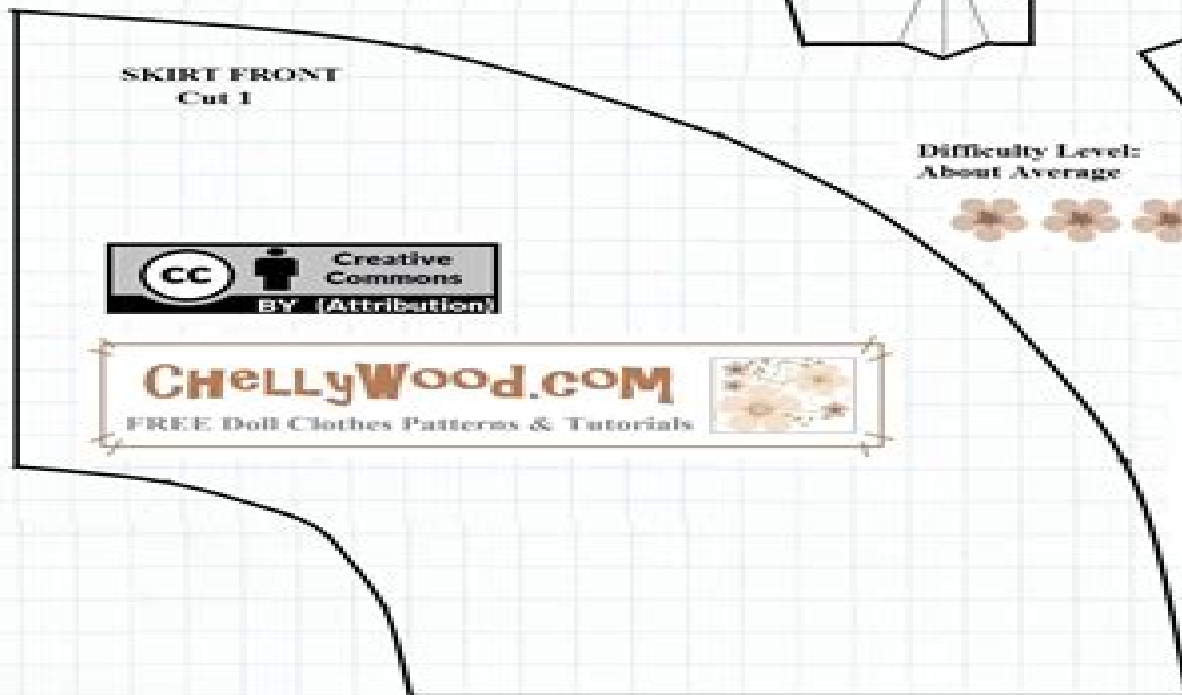 SKIRT FRONT
Cut 1
Difficulty Level:
About Average
cc
Creative
Commons
BY (Attribution)
CHeLLyWood.coM
FREE Doll Clothes Patterns & Tutorials